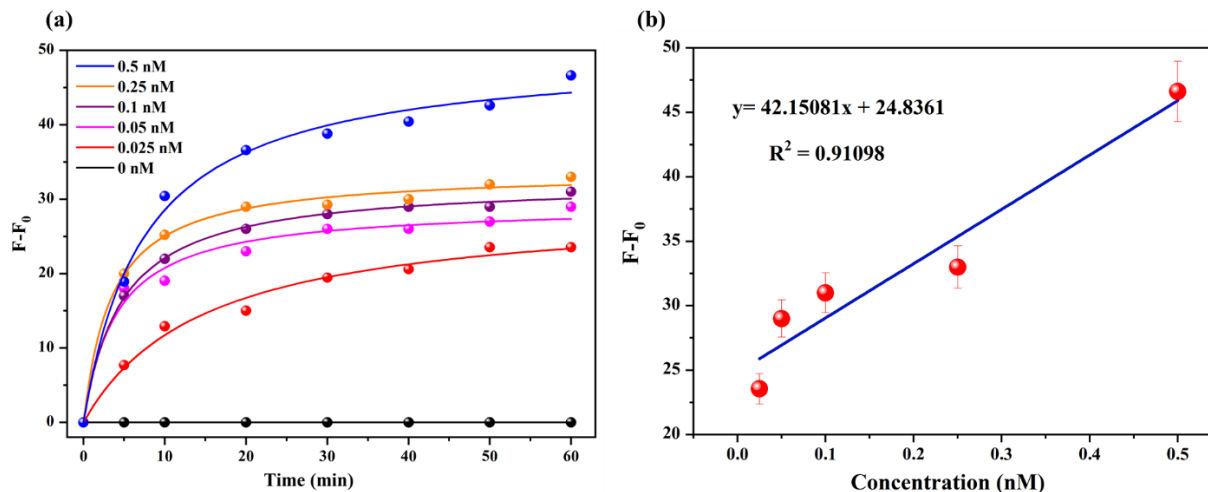 (a)
50
40
30
20
10
0
F-F₀
0.5 nM
0.25 nM
0.1 nM
0.05 nM
0.025 nM
0 nM
0 10 20 30 40 50 60
Time (min)
(b)
50
45
40
35
30
25
20
F-F₀
y= 42.15081x + 24.8361
R² = 0.91098
0.0 0.1 0.2 0.3 0.4 0.5
Concentration (nM)